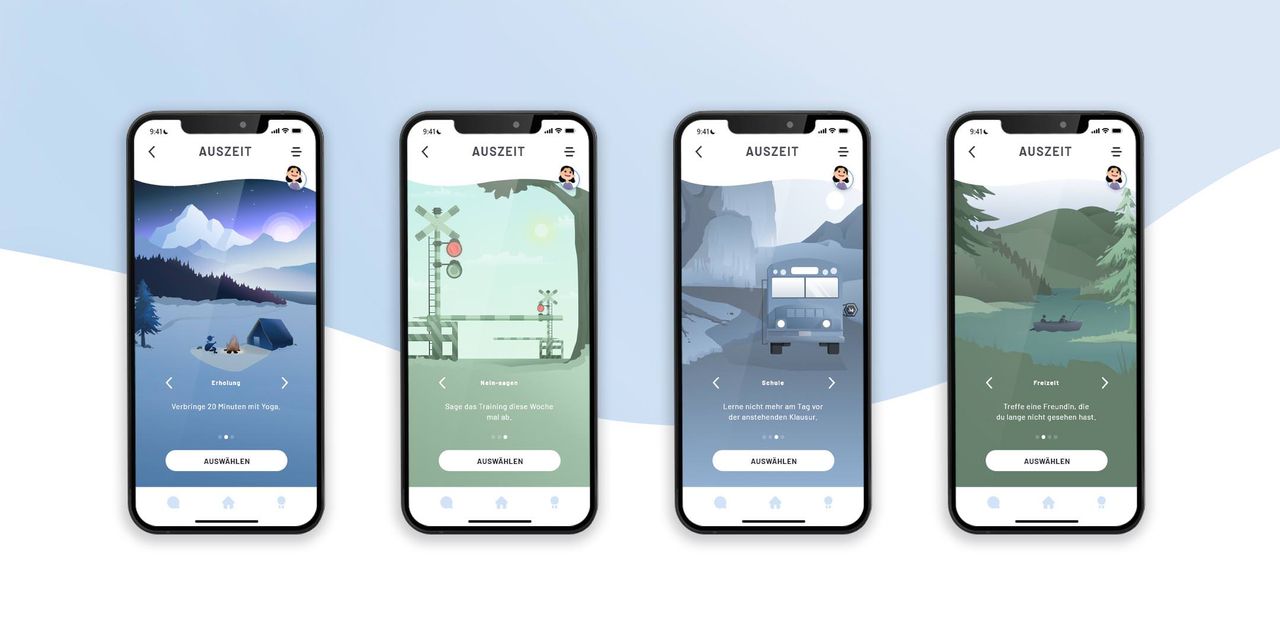 9:41
AUSZEIT
Erholung
Verbringe 20 Minuten mit Yoga.
AUSWÄHLEN
9:41
AUSZEIT
Nein-sagen
Sage das Training diese Woche
mal ab.
AUSWÄHLEN
9:41
AUSZEIT
Schule
Lerne nicht mehr am Tag vor
der anstehenden Klausur.
AUSWÄHLEN
9:41
AUSZEIT
Freizeit
Treffe eine Freundin, die
du lange nicht gesehen hast.
AUSWÄHLEN